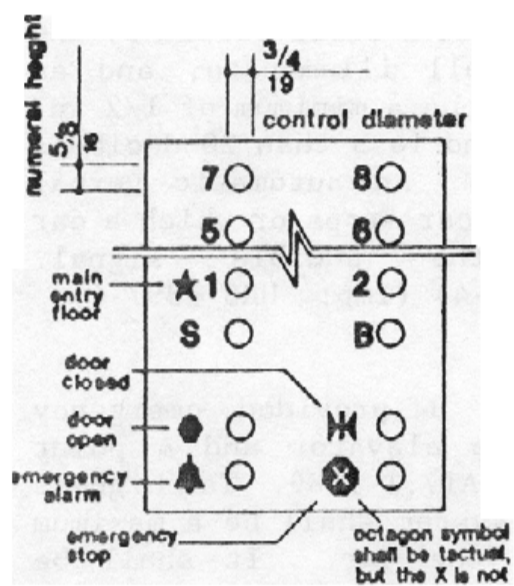 numeral height
5/8
16
3/4
19
control diameter
7 8
5 6
main
entry
floor
1 2
S B
door
closed
door
open
emergency
alarm
emergency
stop
X
octagon symbol
shall be tactual,
but the X is not